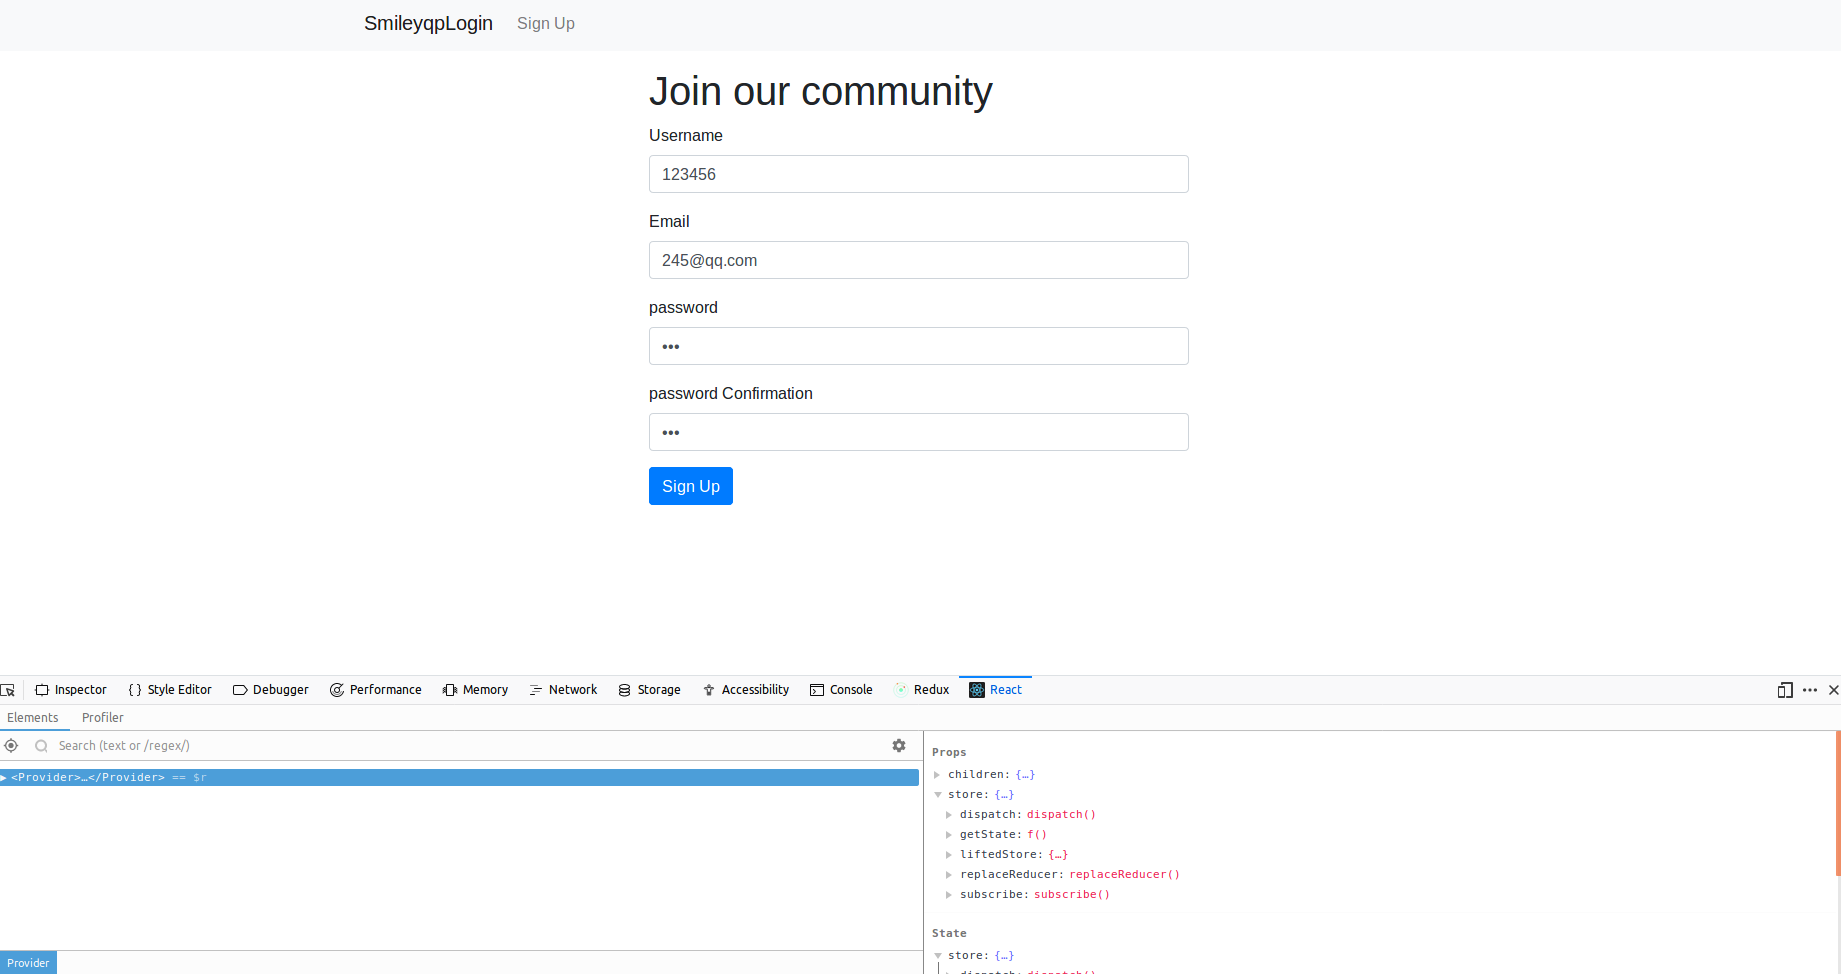 SmileyqpLogin Sign Up
Join our community
Username
123456
Email
245@qq.com
password
•••
password Confirmation
•••
Sign Up
Inspector { } Style Editor Debugger Performance Memory Network Storage Accessibility Console Redux React
Elements Profiler
Search (text or /regex/)
<Provider>…</Provider> == $r
Provider
Props
children: {…}
store: {…}
dispatch: dispatch()
getState: f()
liftedStore: {…}
replaceReducer: replaceReducer()
subscribe: subscribe()
State
store: {…}
dispatch: dispatch()